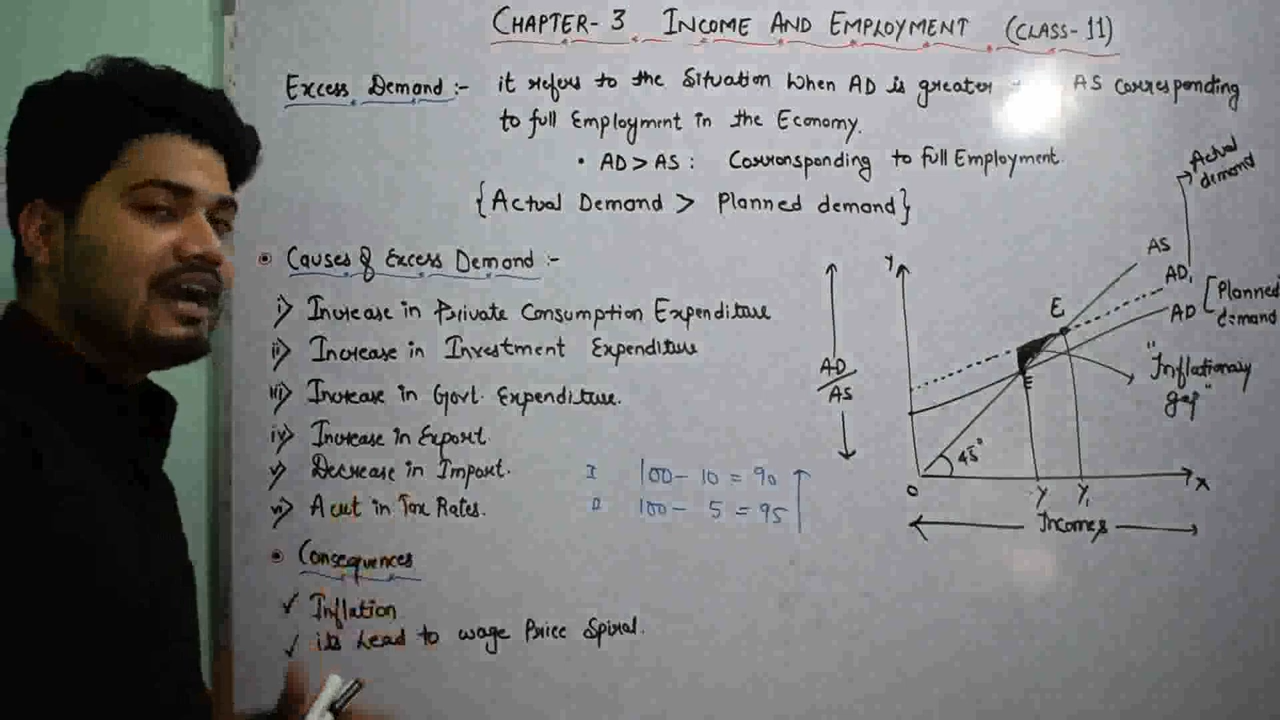 CHAPTER- 3 INCOME AND EMPLOYMENT (CLASS- 11)
Excess Demand :- it refers to the Situation When AD is greater AS corresponding
to full Employment in the Economy.
• AD > AS : Corronsponding to full Employment.
{Actual Demand > Planned demand}
• Causes of Excess Demand :-
i> Increase in Private Consumption Expenditure
ii> Increase in Investment Expenditure
iii> Increase in Govt. Expenditure.
iv> Increase in Export.
v> Decrease in Import.
vi> A cut in Tax Rates.
I 100 - 10 = 90
D 100 - 5 = 95
• Consequences
✓ Inflation
✓ its Lead to wage Price Spiral.
Actual
demand
Y
AS
AD1
AD [Planned
demand
E
AD
AS
E
"Inflationary
gap"
45°
O
Y Y1 X
Incomes